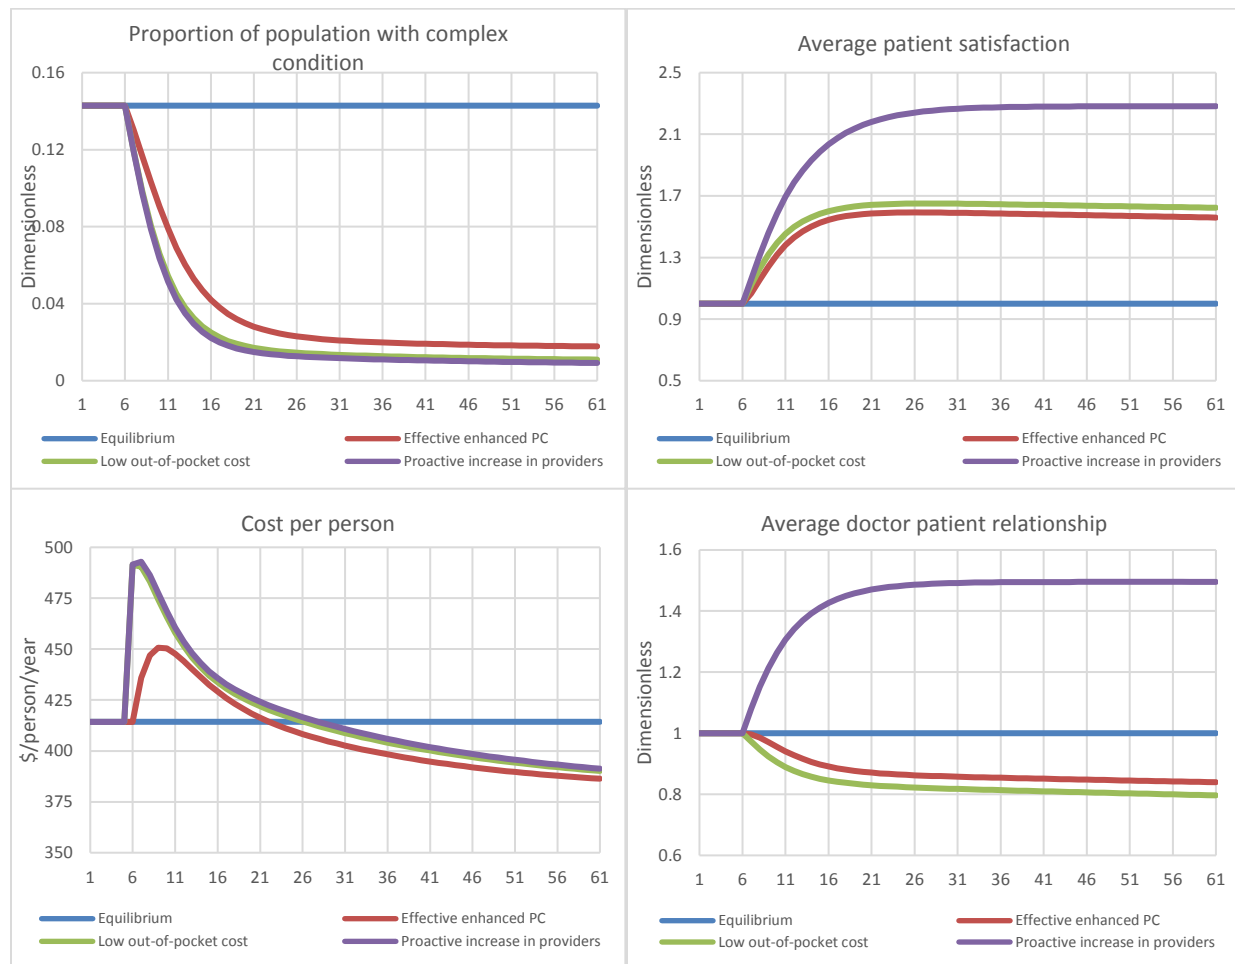 Proportion of population with complex
condition
Dimensionless
0.16
0.12
0.08
0.04
0
1 6 11 16 21 26 31 36 41 46 51 56 61
Equilibrium Effective enhanced PC
Low out-of-pocket cost Proactive increase in providers
Average patient satisfaction
Dimensionless
2.5
2.1
1.7
1.3
0.9
0.5
1 6 11 16 21 26 31 36 41 46 51 56 61
Equilibrium Effective enhanced PC
Low out-of-pocket cost Proactive increase in providers
Cost per person
$/person/year
500
475
450
425
400
375
350
1 6 11 16 21 26 31 36 41 46 51 56 61
Equilibrium Effective enhanced PC
Low out-of-pocket cost Proactive increase in providers
Average doctor patient relationship
Dimensionless
1.6
1.4
1.2
1
0.8
0.6
1 6 11 16 21 26 31 36 41 46 51 56 61
Equilibrium Effective enhanced PC
Low out-of-pocket cost Proactive increase in providers